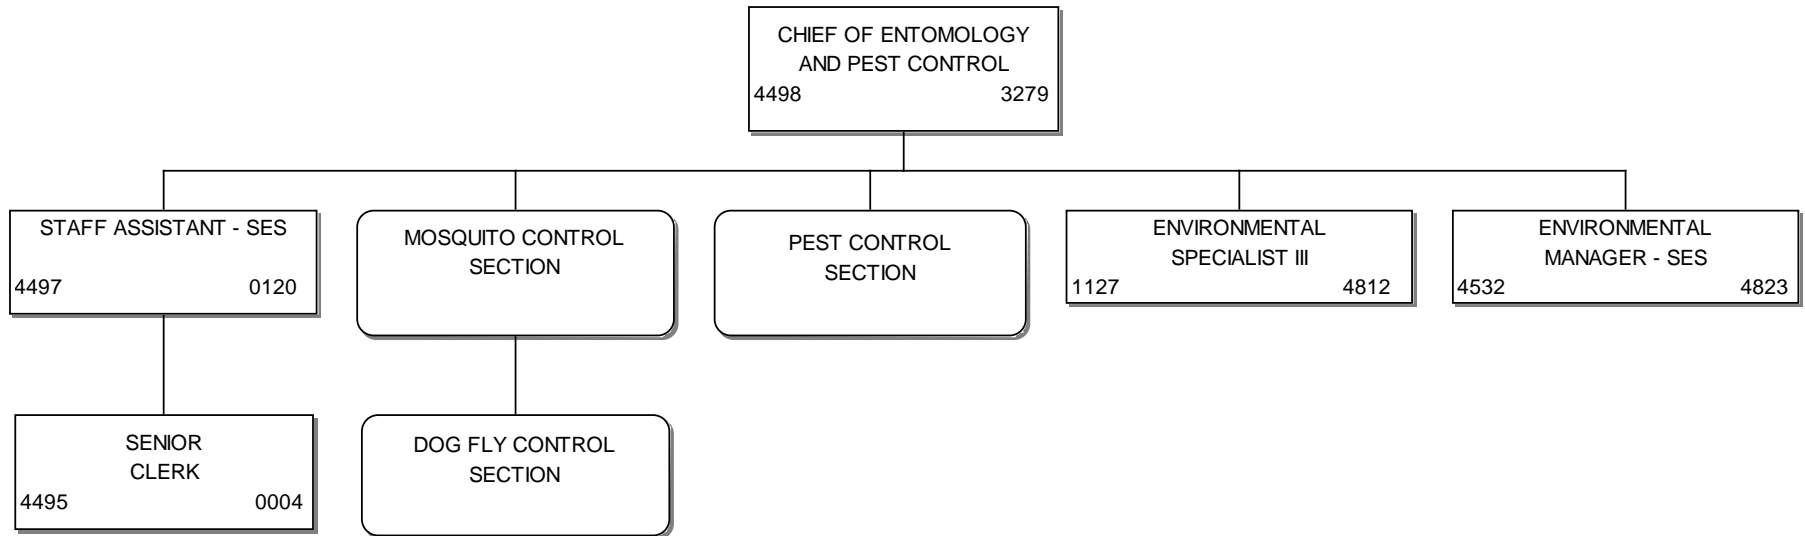 CHIEF OF ENTOMOLOGY
AND PEST CONTROL
4498 3279
STAFF ASSISTANT - SES
4497 0120
MOSQUITO CONTROL
SECTION
PEST CONTROL
SECTION
ENVIRONMENTAL
SPECIALIST III
1127 4812
ENVIRONMENTAL
MANAGER - SES
4532 4823
SENIOR
CLERK
4495 0004
DOG FLY CONTROL
SECTION